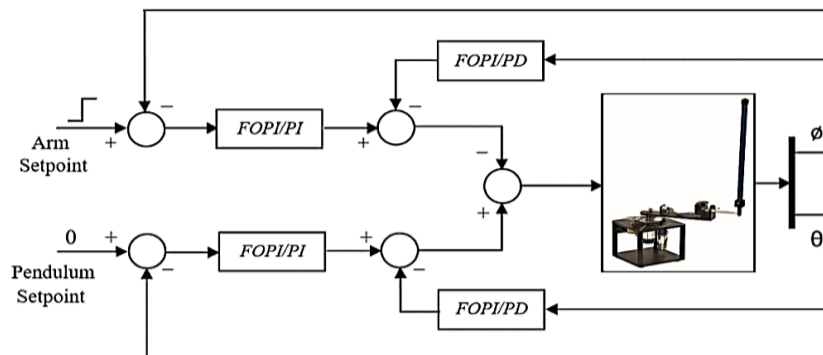 FOPI/PD
−
−
Arm
Setpoint
+
FOPI/PI
+
−
ϕ
+
0
+
−
FOPI/PI
+
−
θ
Pendulum
Setpoint
FOPI/PD